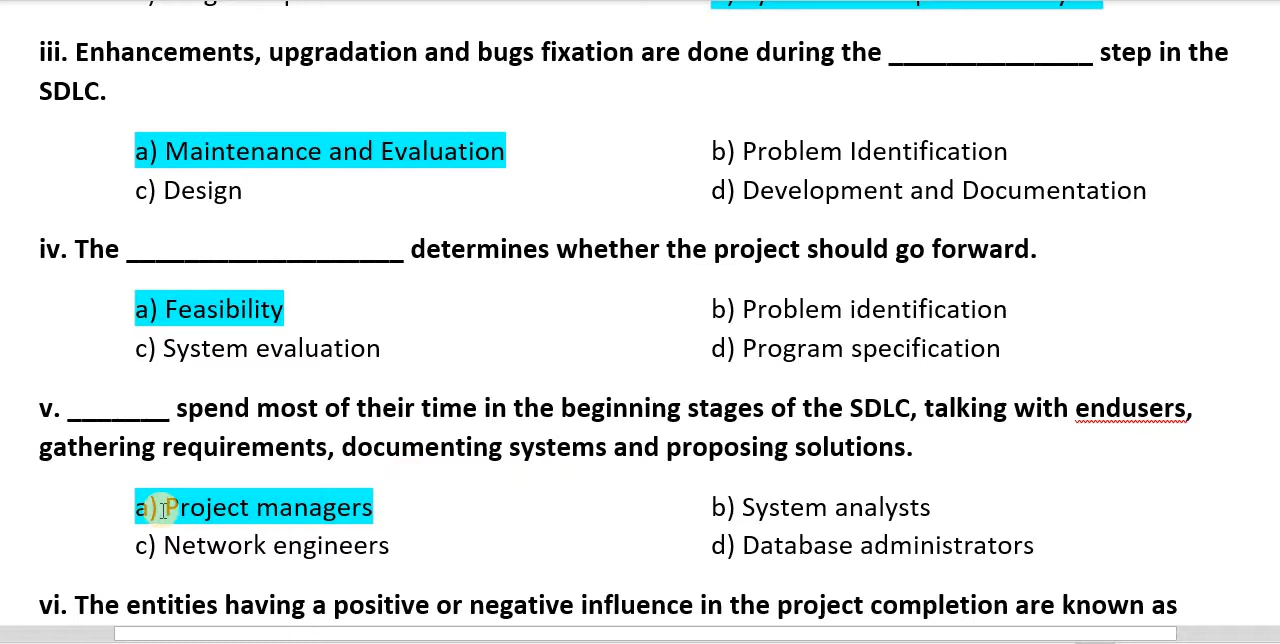 iii. Enhancements, upgradation and bugs fixation are done during the ______________ step in the
SDLC.
a) Maintenance and Evaluation b) Problem Identification
c) Design d) Development and Documentation
iv. The ___________________ determines whether the project should go forward.
a) Feasibility b) Problem identification
c) System evaluation d) Program specification
v. _______ spend most of their time in the beginning stages of the SDLC, talking with endusers,
gathering requirements, documenting systems and proposing solutions.
a) Project managers b) System analysts
c) Network engineers d) Database administrators
vi. The entities having a positive or negative influence in the project completion are known as